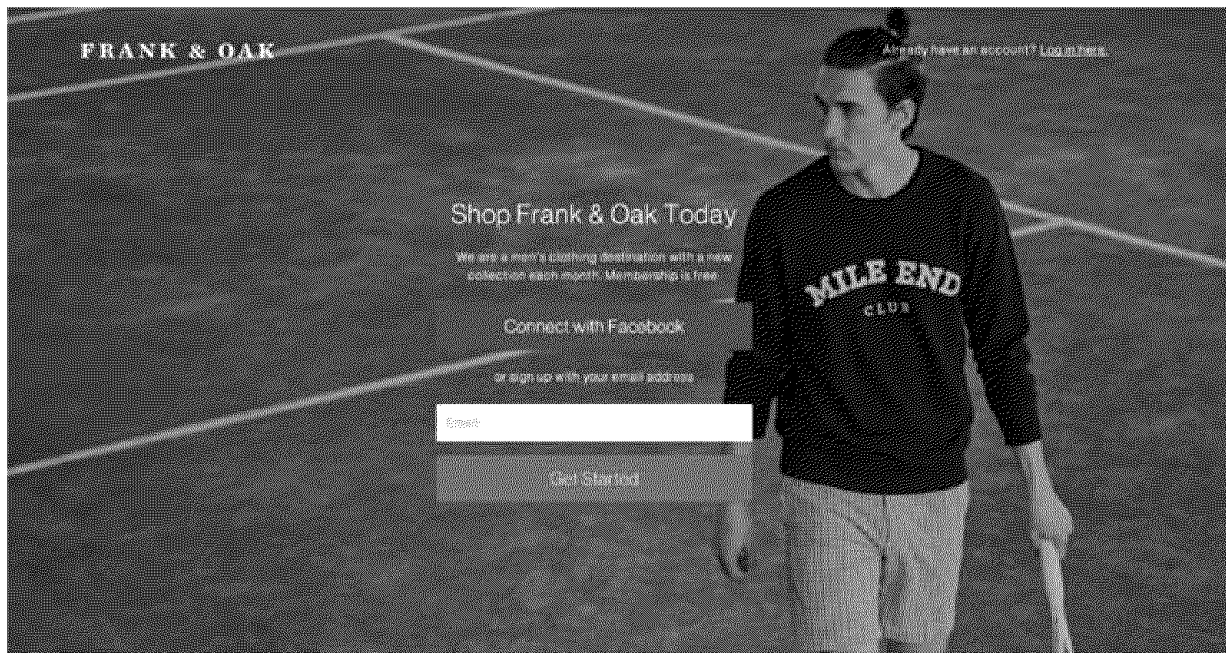 FRANK & OAK
Already have an account? Log in here.
Shop Frank & Oak Today
We are a men's clothing destination with a new
collection each month. Membership is free
MILE END
CLUB
Connect with Facebook
or sign up with your email address
Email
Get Started